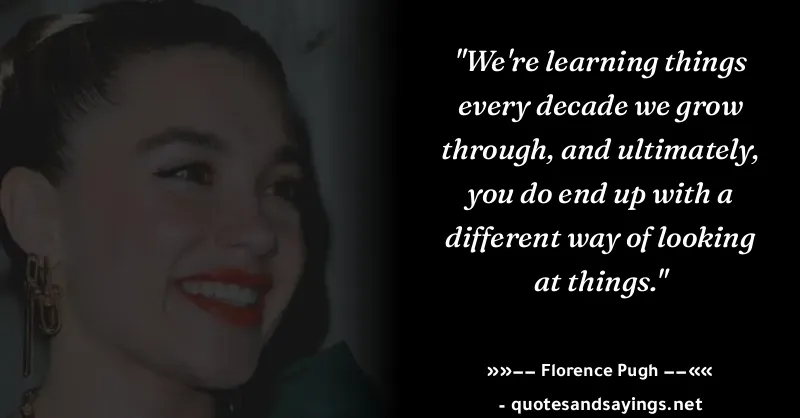 "We're learning things
every decade we grow
through, and ultimately,
you do end up with a
different way of looking
at things."
»»−− Florence Pugh −−««
- quotesandsayings.net